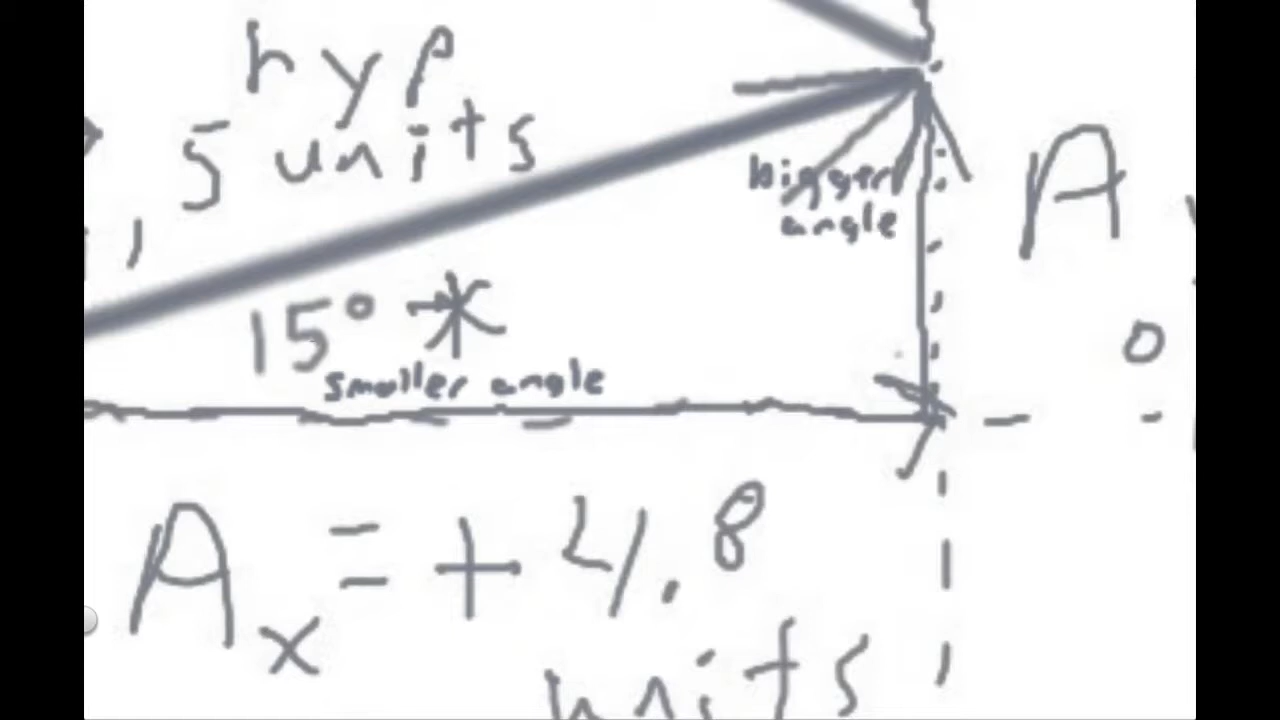 hyp
5 units
A
bigger
angle
15°
smaller angle
Ax = + 4.8
units